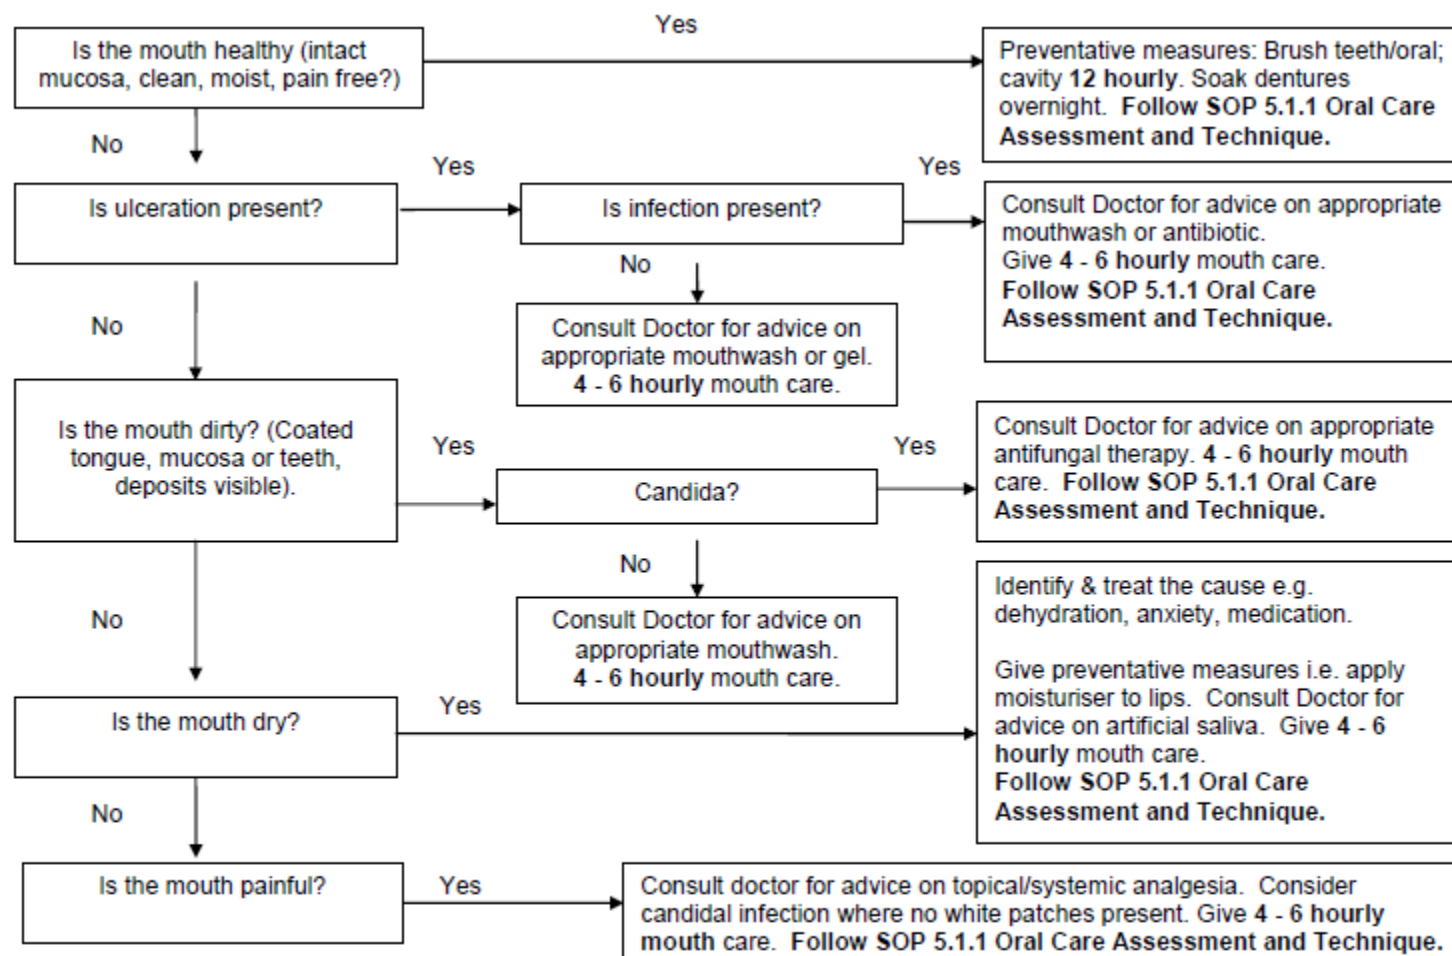 Yes
Is the mouth healthy (intact
mucosa, clean, moist, pain free?)
Preventative measures: Brush teeth/oral;
cavity 12 hourly. Soak dentures
overnight. Follow SOP 5.1.1 Oral Care
Assessment and Technique.
No
Yes
Yes
Is ulceration present?
Is infection present?
Consult Doctor for advice on appropriate
mouthwash or antibiotic.
Give 4 - 6 hourly mouth care.
Follow SOP 5.1.1 Oral Care
Assessment and Technique.
No
No
Consult Doctor for advice on
appropriate mouthwash or gel.
4 - 6 hourly mouth care.
Is the mouth dirty? (Coated
tongue, mucosa or teeth,
deposits visible).
Yes
Yes
Candida?
Consult Doctor for advice on appropriate
antifungal therapy. 4 - 6 hourly mouth
care. Follow SOP 5.1.1 Oral Care
Assessment and Technique.
No
No
Consult Doctor for advice on
appropriate mouthwash.
4 - 6 hourly mouth care.
Identify & treat the cause e.g.
dehydration, anxiety, medication.
Give preventative measures i.e. apply
moisturiser to lips. Consult Doctor for
advice on artificial saliva. Give 4 - 6
hourly mouth care.
Follow SOP 5.1.1 Oral Care
Assessment and Technique.
Is the mouth dry?
Yes
No
Is the mouth painful?
Yes
Consult doctor for advice on topical/systemic analgesia. Consider
candidal infection where no white patches present. Give 4 - 6 hourly
mouth care. Follow SOP 5.1.1 Oral Care Assessment and Technique.